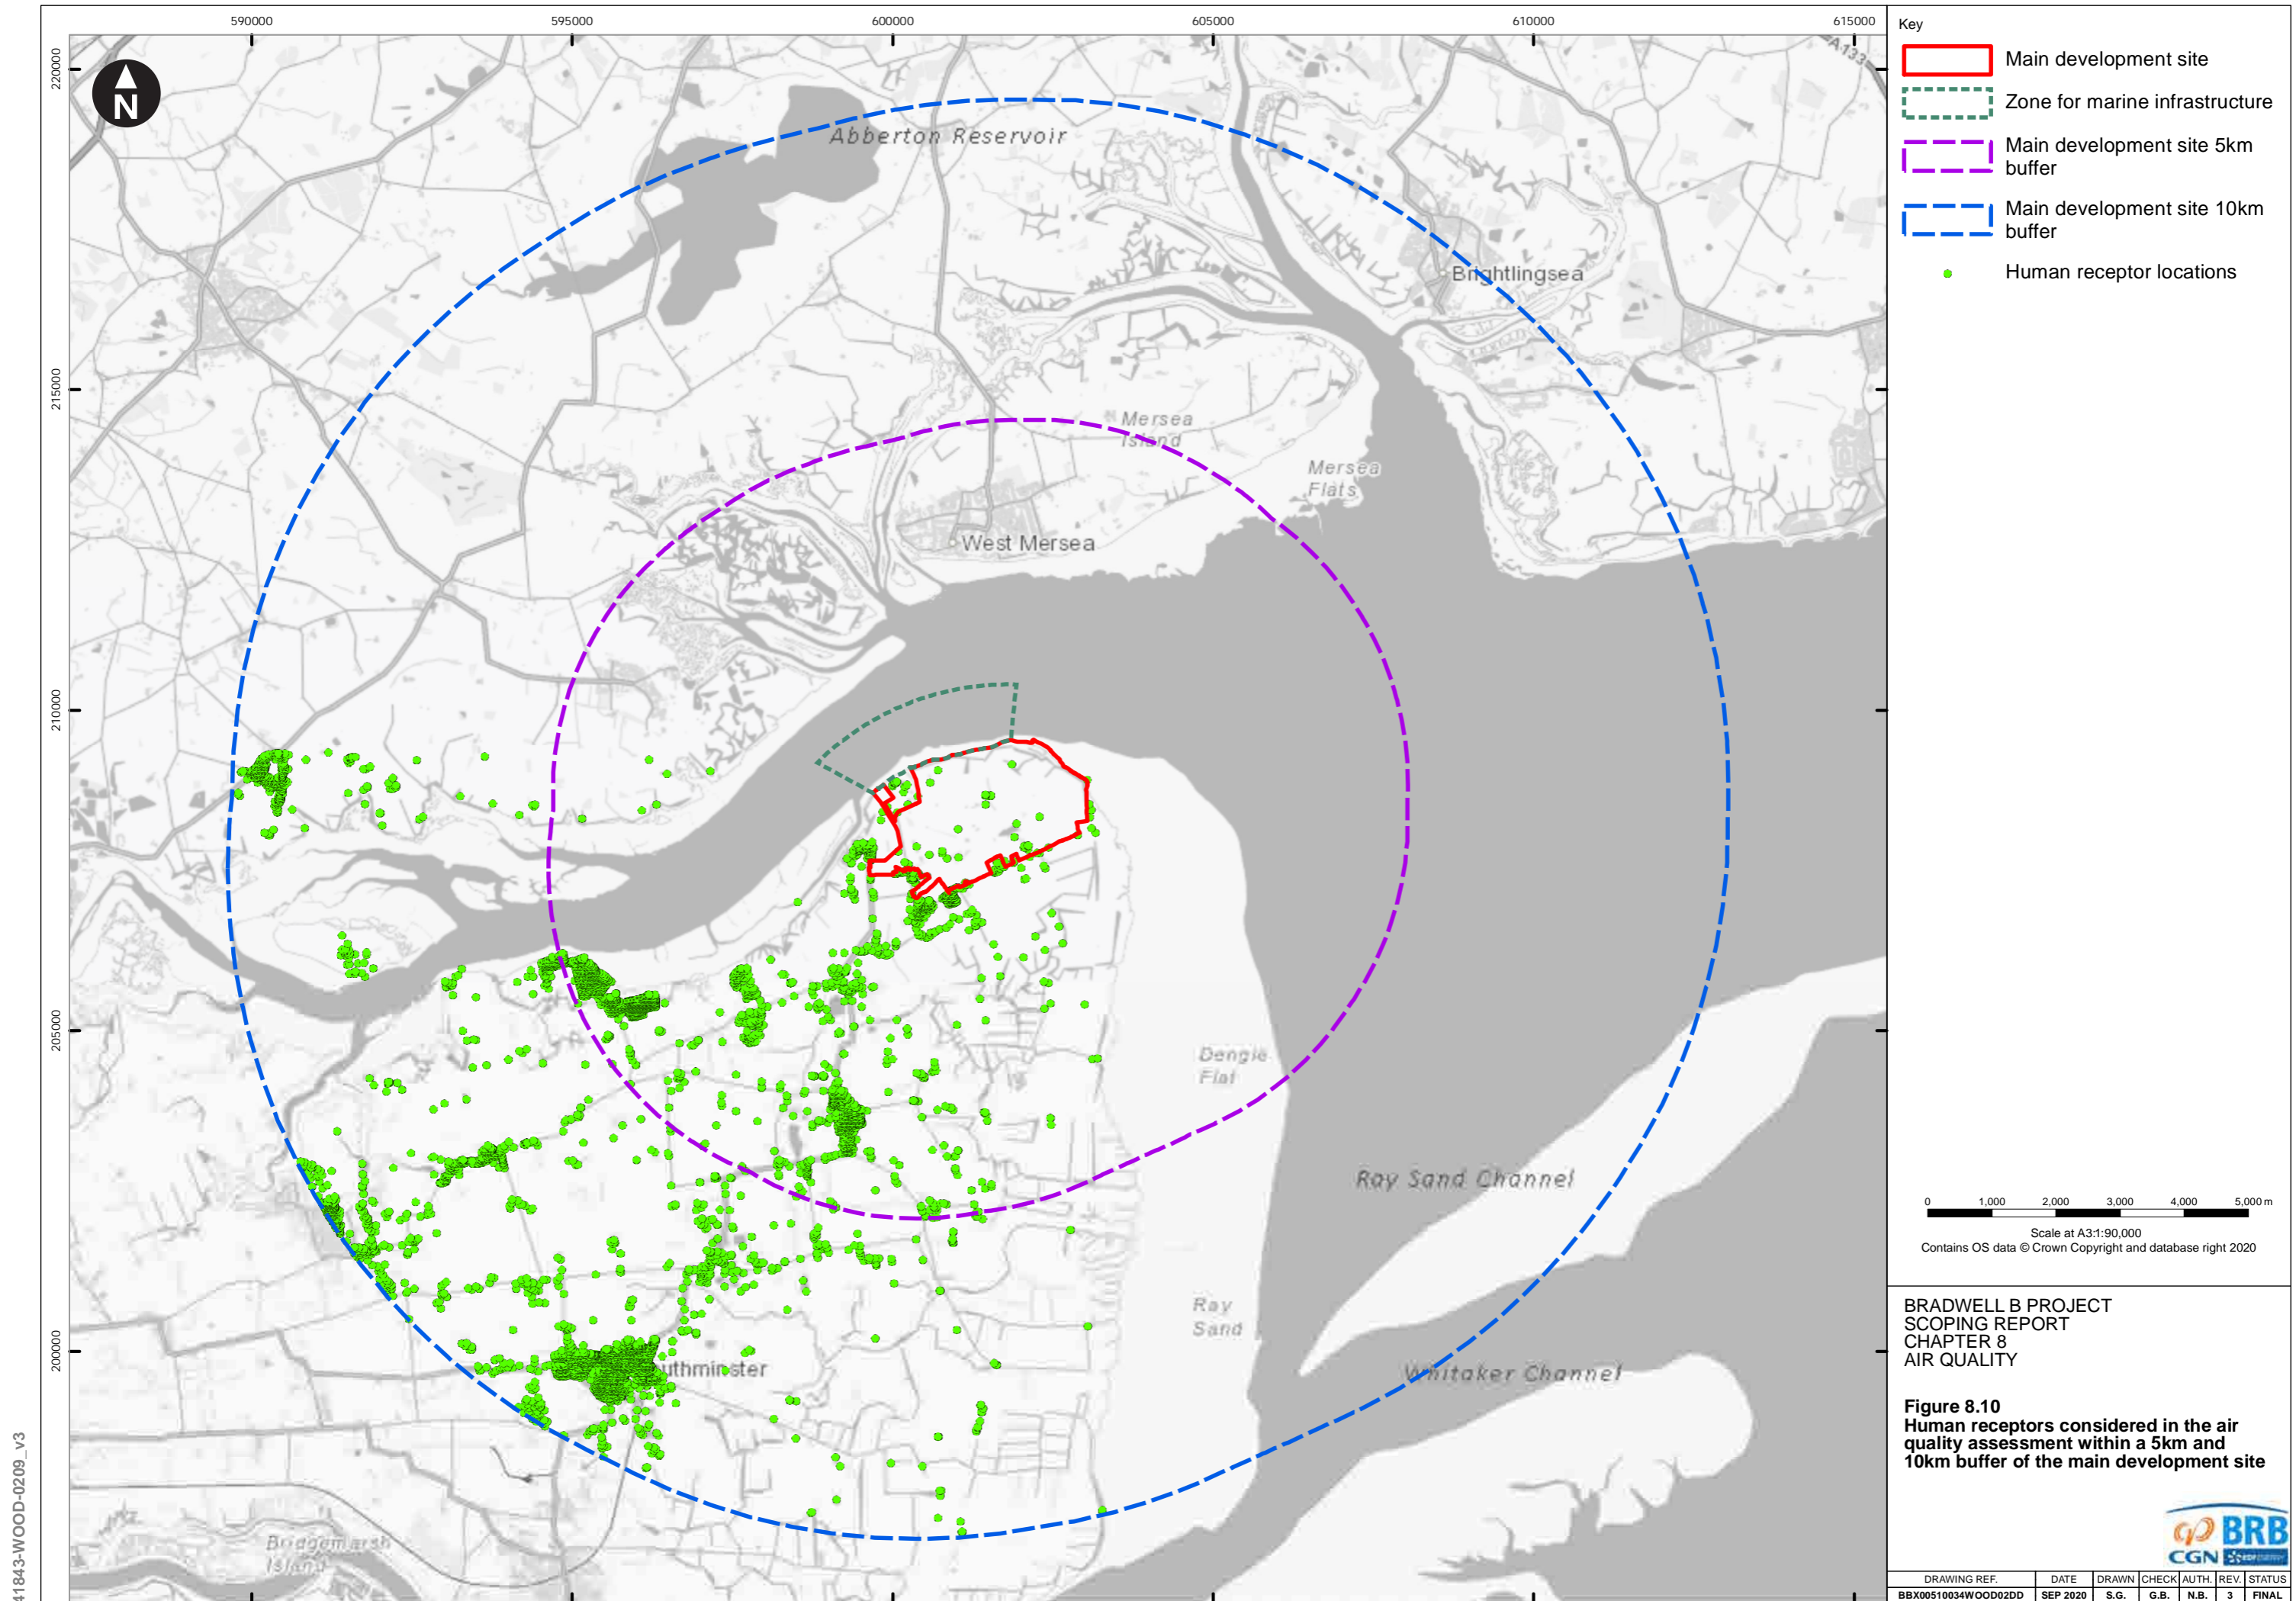 590000
595000
600000
605000
610000
615000
220000
215000
210000
205000
200000
N
A133
Abberton Reservoir
Brightlingsea
Mersea
Island
Mersea
Flats
West Mersea
Dengie
Flat
Ray Sand Channel
Ray
Sand
Whitaker Channel
uthminster
Bridgemarsh
Island
Key
Main development site
Zone for marine infrastructure
Main development site 5km
buffer
Main development site 10km
buffer
Human receptor locations
0 1,000 2,000 3,000 4,000 5,000 m
Scale at A3:1:90,000
Contains OS data © Crown Copyright and database right 2020
BRADWELL B PROJECT
SCOPING REPORT
CHAPTER 8
AIR QUALITY
Figure 8.10
Human receptors considered in the air
quality assessment within a 5km and
10km buffer of the main development site
BRB
CGN edf ENERGY
DRAWING REF. DATE DRAWN CHECK AUTH. REV. STATUS
BBX00510034WOOD02DD SEP 2020 S.G. G.B. N.B. 3 FINAL
41843-WOOD-0209_v3